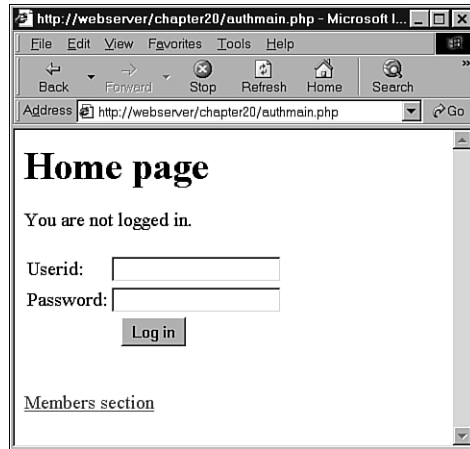 http://webserver/chapter20/authmain.php - Microsoft I...
File Edit View Favorites Tools Help
Back Forward Stop Refresh Home Search »
Address http://webserver/chapter20/authmain.php Go
Home page
You are not logged in.
Userid:
Password:
Log in
Members section